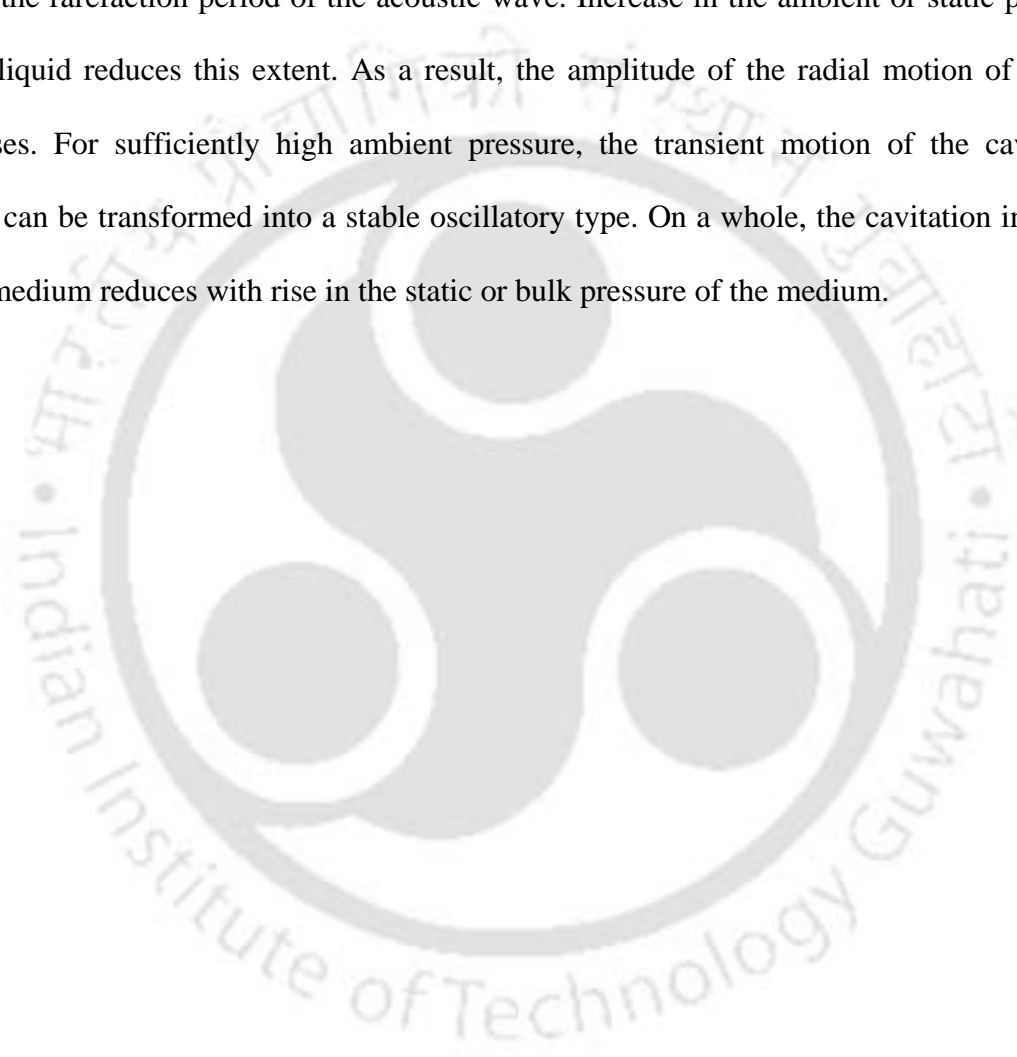 the rarefaction period of the acoustic wave. Increase in the ambient or static p
liquid reduces this extent. As a result, the amplitude of the radial motion of
ses. For sufficiently high ambient pressure, the transient motion of the cav
can be transformed into a stable oscillatory type. On a whole, the cavitation in
medium reduces with rise in the static or bulk pressure of the medium.
Indian Institute of Technology Guwahati